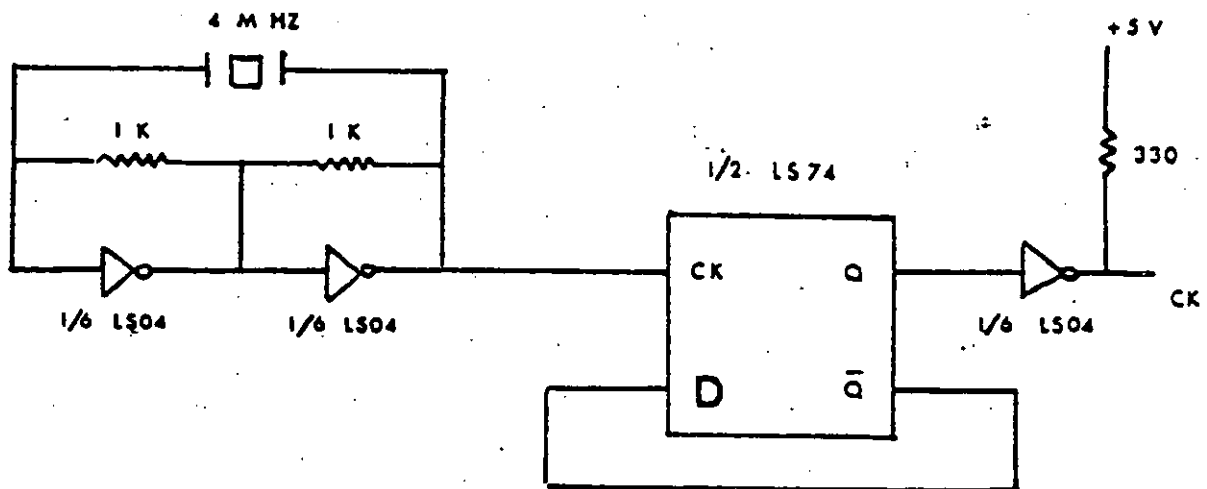 4 M HZ
+5 V
1 K
1 K
330
1/2 LS74
CK
Q
CK
1/6 LS04
1/6 LS04
1/6 LS04
D
Q̅